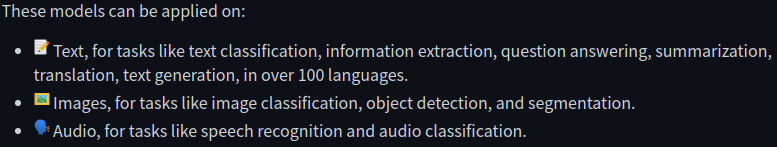 These models can be applied on:
• 📝 Text, for tasks like text classification, information extraction, question answering, summarization,
translation, text generation, in over 100 languages.
• 🖼️ Images, for tasks like image classification, object detection, and segmentation.
• 🗣️ Audio, for tasks like speech recognition and audio classification.